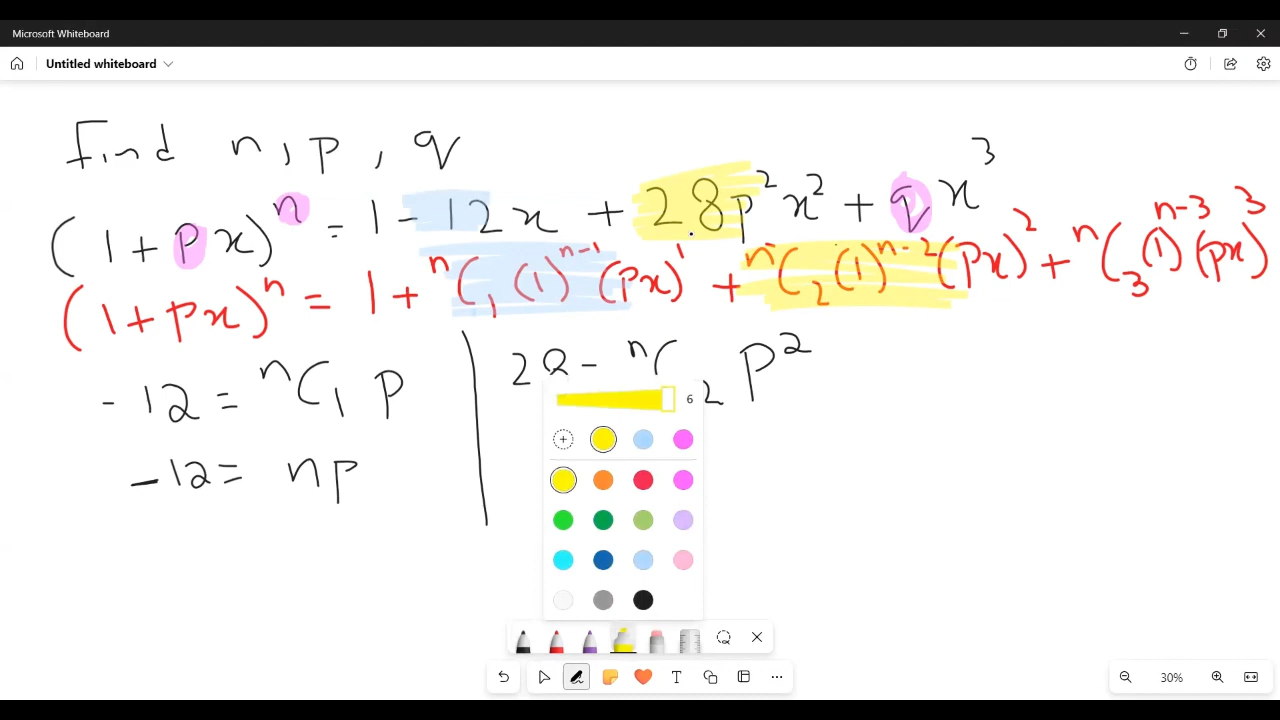 Microsoft Whiteboard
Untitled whiteboard
Find n, p, q
(1 + px)ⁿ = 1 - 12x + 28p²x² + qx³
(1 + px)ⁿ = 1 + ⁿC₁ (1)ⁿ⁻¹ (px)¹ + ⁿC₂ (1)ⁿ⁻² (px)² + ⁿC₃ (1)ⁿ⁻³ (px)³
-12 = ⁿC₁ p
-12 = np
28 = ⁿC₂ p²
6
30%